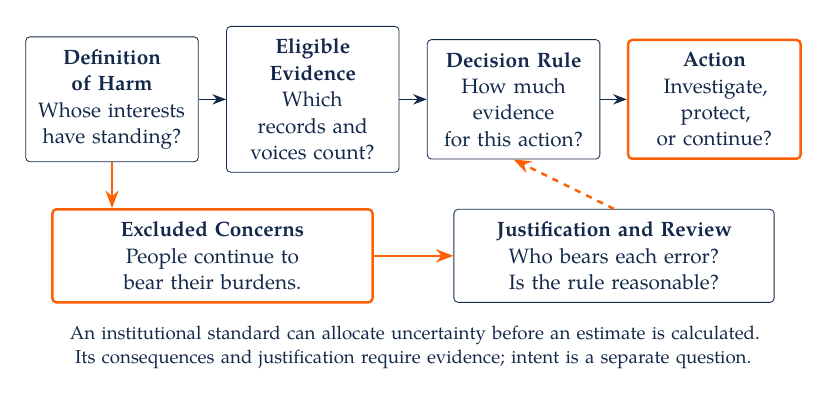 Definition
of Harm
Whose interests
have standing?
Eligible
Evidence
Which
records and
voices count?
Decision Rule
How much
evidence
for this action?
Action
Investigate,
protect,
or continue?
Excluded Concerns
People continue to
bear their burdens.
Justification and Review
Who bears each error?
Is the rule reasonable?
An institutional standard can allocate uncertainty before an estimate is calculated.
Its consequences and justification require evidence; intent is a separate question.